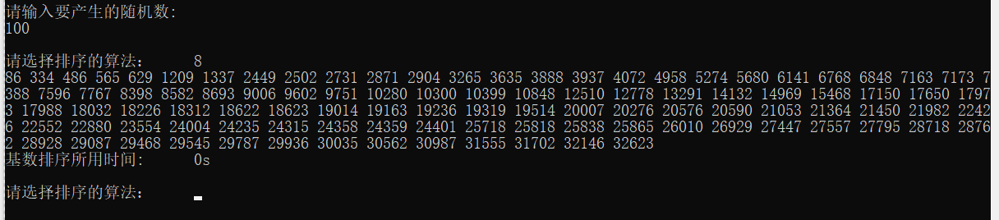 请输入要产生的随机数:
100
请选择排序的算法: 8
86 334 486 565 629 1209 1337 2449 2502 2731 2871 2904 3265 3635 3888 3937 4072 4958 5274 5680 6141 6768 6848 7163 7173 7
388 7596 7767 8398 8582 8693 9006 9602 9751 10280 10300 10399 10848 12510 12778 13291 14132 14969 15468 17150 17650 1797
3 17988 18032 18226 18312 18622 18623 19014 19163 19236 19319 19514 20007 20276 20576 20590 21053 21364 21450 21982 2242
6 22552 22880 23554 24004 24235 24315 24358 24359 24401 25718 25818 25838 25865 26010 26929 27447 27557 27795 28718 2876
2 28928 29087 29468 29545 29787 29936 30035 30562 30987 31555 31702 32146 32623
基数排序所用时间: 0s
请选择排序的算法: